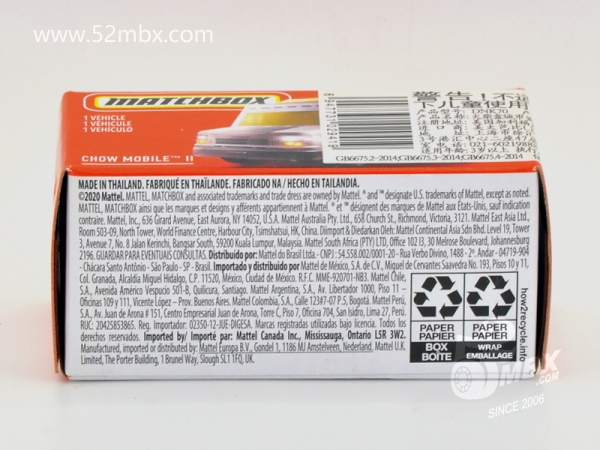 www.52mbx.com
MATCHBOX
1 VEHICLE
1 VÉHICULE
1 VEHÍCULO
CHOW MOBILE™ II
警告!不
下儿童使用
DNK70
GB6675.2-2014;GB6675.3-2014;GB6675.4-2014
MADE IN THAILAND. FABRIQUÉ EN THAÏLANDE. FABRICADO NA / HECHO EN TAILANDIA.
©2020 Mattel. MATTEL, MATCHBOX and associated trademarks and trade dress are owned by Mattel. ® and ™ designate U.S. trademarks of Mattel, except as noted.
MATTEL, MATCHBOX ainsi que les marques et designs y afférents appartiennent à Mattel. ® et ™ désignent des marques de Mattel aux États-Unis, sauf indication
contraire. Mattel, Inc., 636 Girard Avenue, East Aurora, NY 14052, U.S.A. Mattel Australia Pty. Ltd., 658 Church St., Richmond, Victoria, 3121. Mattel East Asia Ltd.,
Room 503-09, North Tower, World Finance Centre, Harbour City, Tsimshatsui, HK, China. Diimport & Diedarkan Oleh: Mattel Continental Asia Sdn Bhd. Level 19, Tower
3, Avenue 7, No. 8 Jalan Kerinchi, Bangsar South, 59200 Kuala Lumpur, Malaysia. Mattel South Africa (PTY) LTD, Office 102 I3, 30 Melrose Boulevard, Johannesburg
2196. GUARDAR PARA EVENTUAIS CONSULTAS. Distribuido por: Mattel do Brasil Ltda.- CNPJ : 54.558.002/0001-20 - Rua Verbo Divino, 1488 - 2º. Andar - 04719-904
- Chácara Santo Antônio - São Paulo - SP - Brasil. Importado y distribuido por Mattel de México, S.A. de C.V., Miguel de Cervantes Saavedra No. 193, Pisos 10 y 11,
Col. Granada, Alcaldía Miguel Hidalgo, C.P. 11520, México, Ciudad de México. R.F.C. MME-920701-NB3. Mattel Chile,
S.A., Avenida Américo Vespucio 501-B, Quilicura, Santiago. Mattel Argentina, S.A., Av. Libertador 1000, Piso 11 –
Oficinas 109 y 111, Vicente López – Prov. Buenos Aires. Mattel Colombia, S.A., Calle 123#7-07 P.5, Bogotá. Mattel Perú,
S.A., Av. Juan de Arona # 151, Centro Empresarial Juan de Arona, Torre C, Piso 7, Oficina 704, San Isidro, Lima 27, Perú.
RUC: 20425853865. Reg. Importador: 02350-12-JUE-DIGESA. Marcas registradas utilizadas bajo licencia. Todos los
derechos reservados. Imported by/ Importé par: Mattel Canada Inc., Mississauga, Ontario L5R 3W2.
Manufactured, imported or distributed by: Mattel Europa B.V., Gondel 1, 1186 MJ Amstelveen, Nederland. Mattel U.K.
Limited, The Porter Building, 1 Brunel Way, Slough SL1 1FQ, UK.
PAPER
PAPIER
BOX
BOÎTE
PAPER
PAPIER
WRAP
EMBALLAGE
how2recycle.info
MBX.com
SINCE 2006